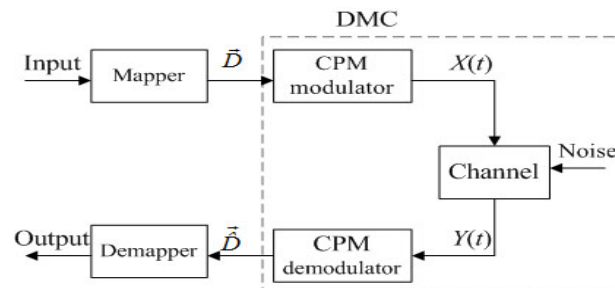 DMC
Input
Mapper
D⃗
CPM
modulator
X(t)
Channel
Noise
Output
Demapper
D̂⃗
CPM
demodulator
Y(t)